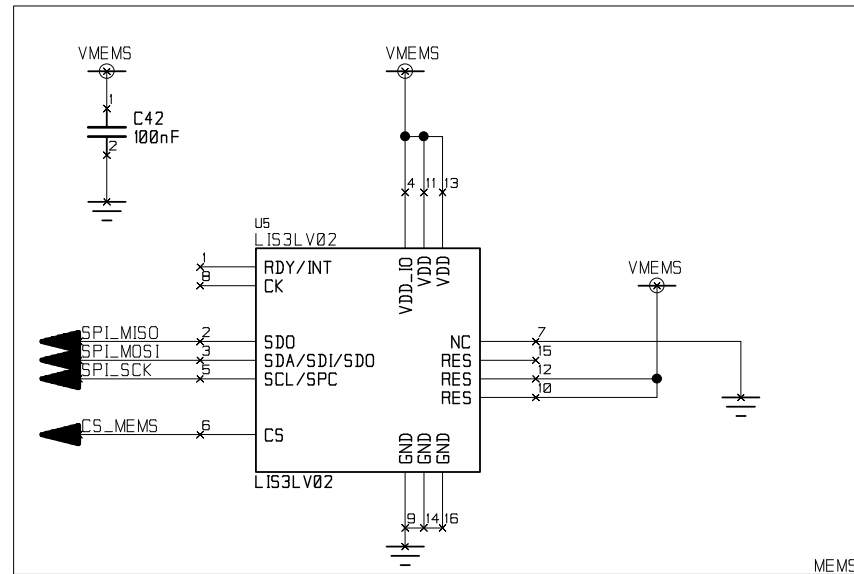 VMEMS
VMEMS
1
C42
100nF
2
4 11 13
U5
LIS3LV02
1
RDY/INT
8
CK
VDD_IO
VDD
VDD
VMEMS
SPI_MISO 2 SDO
SPI_MOSI 3 SDA/SDI/SDO
SPI_SCK 5 SCL/SPC
NC 7
RES 15
RES 12
RES 10
CS_MEMS 6 CS
GND
GND
GND
LIS3LV02
9 14 16
MEMS